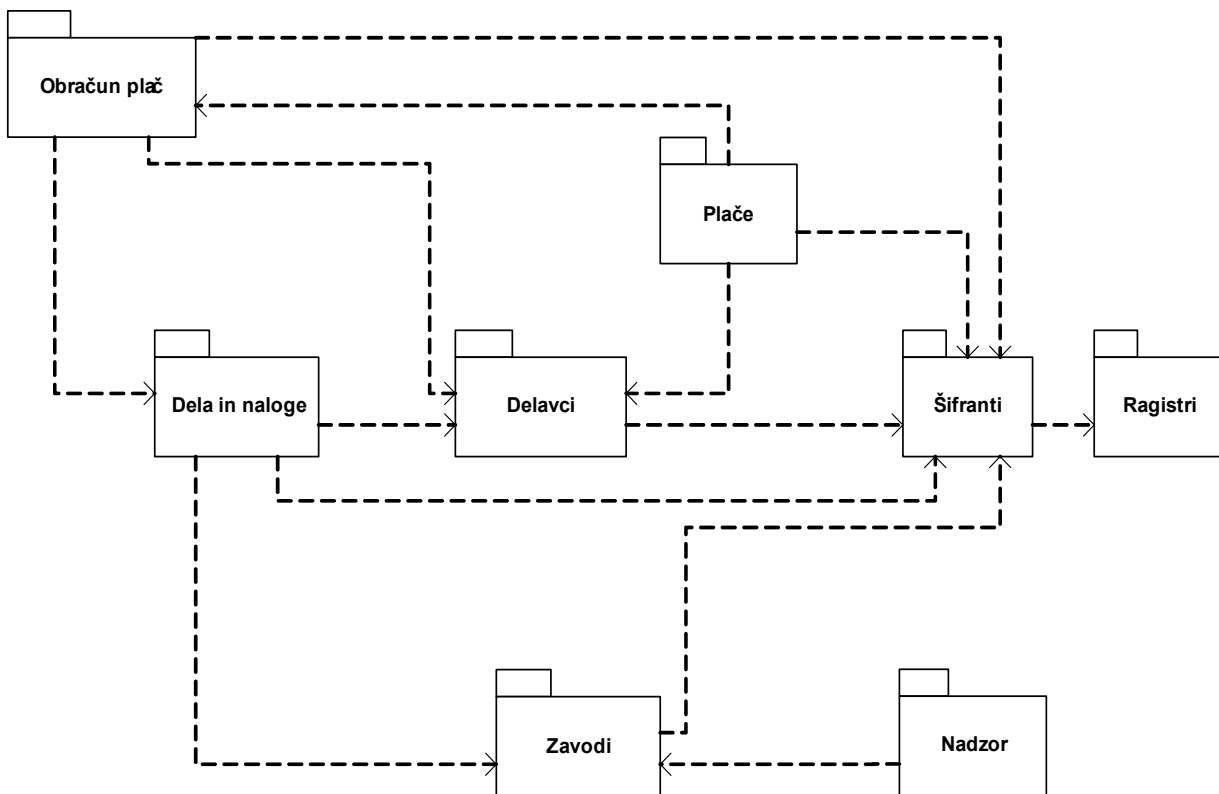 Obračun plač
Plače
Dela in naloge
Delavci
Šifranti
Ragistri
Zavodi
Nadzor